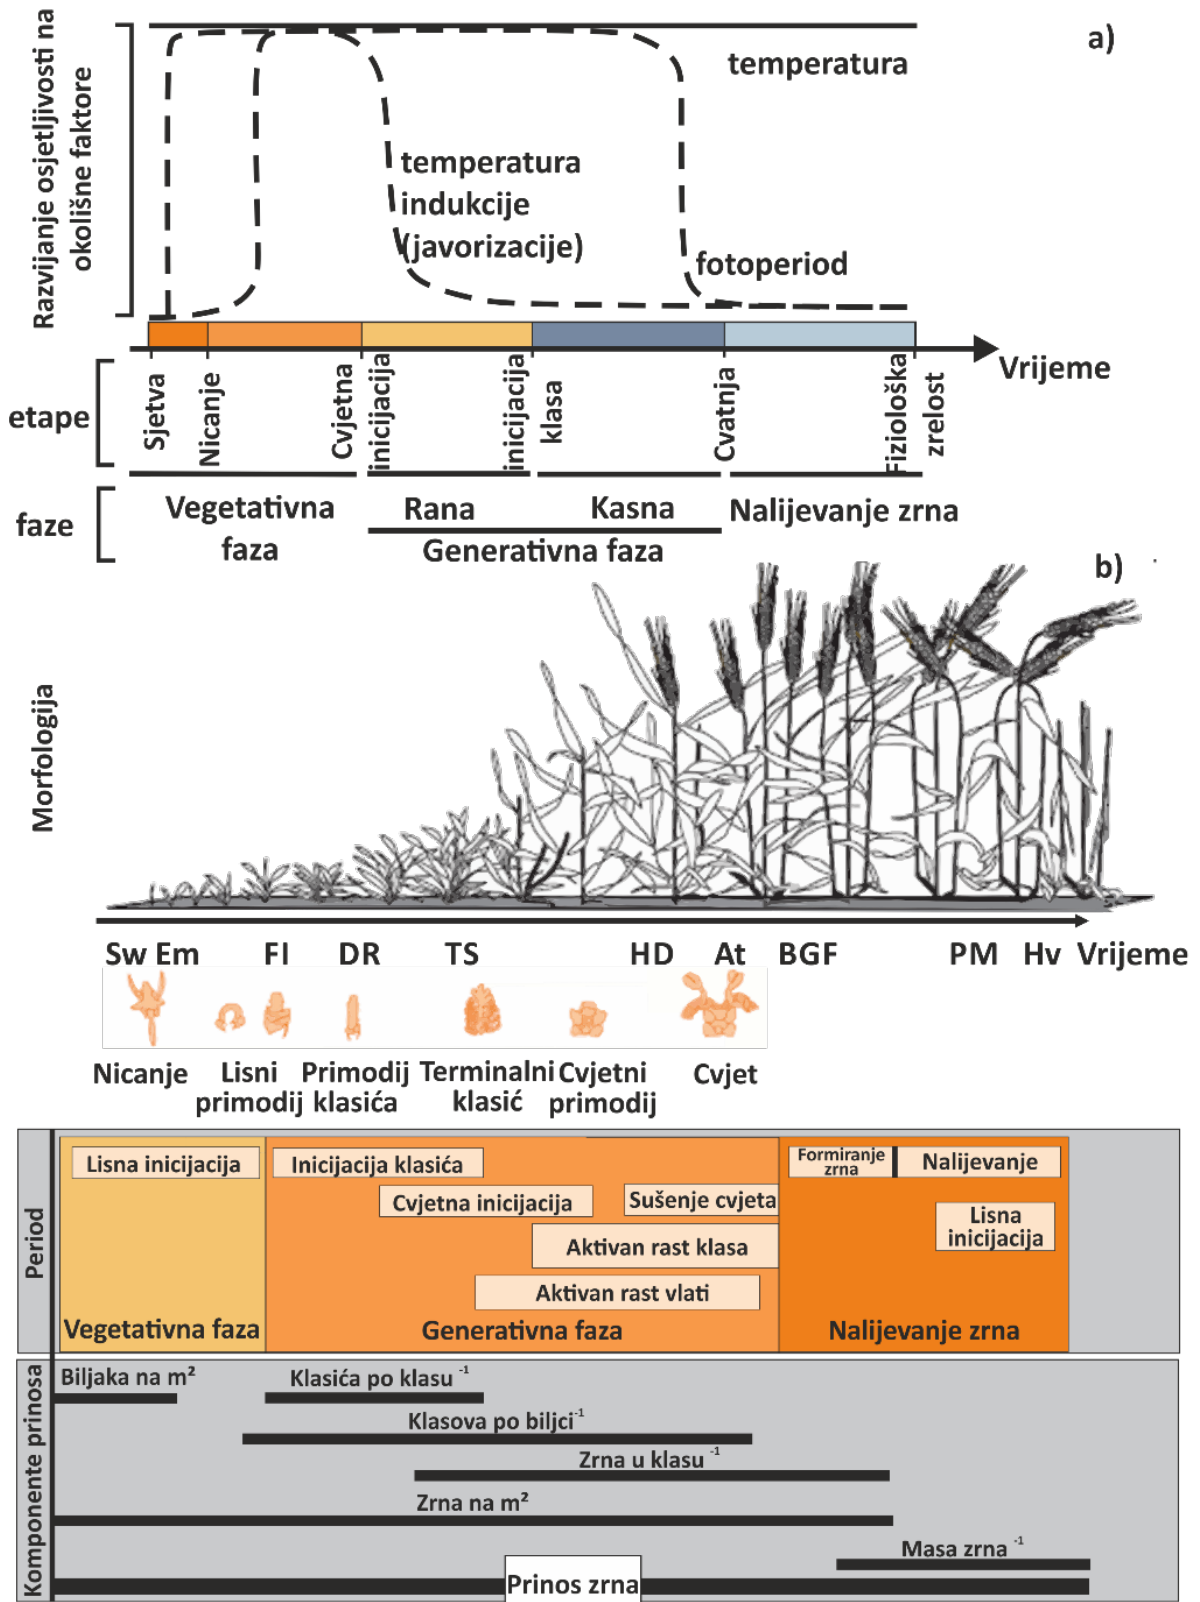 a)
Razvijanje osjetljivosti na
okolišne faktore
temperatura
temperatura
indukcije
(javorizacije)
fotoperiod
Vrijeme
etape
Sjetva
Nicanje
Cvjetna
inicijacija
inicijacija
klasa
Cvatnja
Fiziološka
zrelost
faze
Vegetativna
faza
Rana
Kasna
Generativna faza
Nalijevanje zrna
b)
Morfologija
Sw Em FI DR TS HD At BGF PM Hv Vrijeme
Nicanje
Lisni
primodij
Primodij
klasića
Terminalni
klasić
Cvjetni
primodij
Cvjet
Period
Lisna inicijacija
Inicijacija klasića
Formiranje
zrna
Nalijevanje
Cvjetna inicijacija
Sušenje cvjeta
Lisna
inicijacija
Aktivan rast klasa
Aktivan rast vlati
Vegetativna faza
Generativna faza
Nalijevanje zrna
Komponente prinosa
Biljaka na m²
Klasića po klasu ⁻¹
Klasova po biljci⁻¹
Zrna u klasu ⁻¹
Zrna na m²
Masa zrna ⁻¹
Prinos zrna